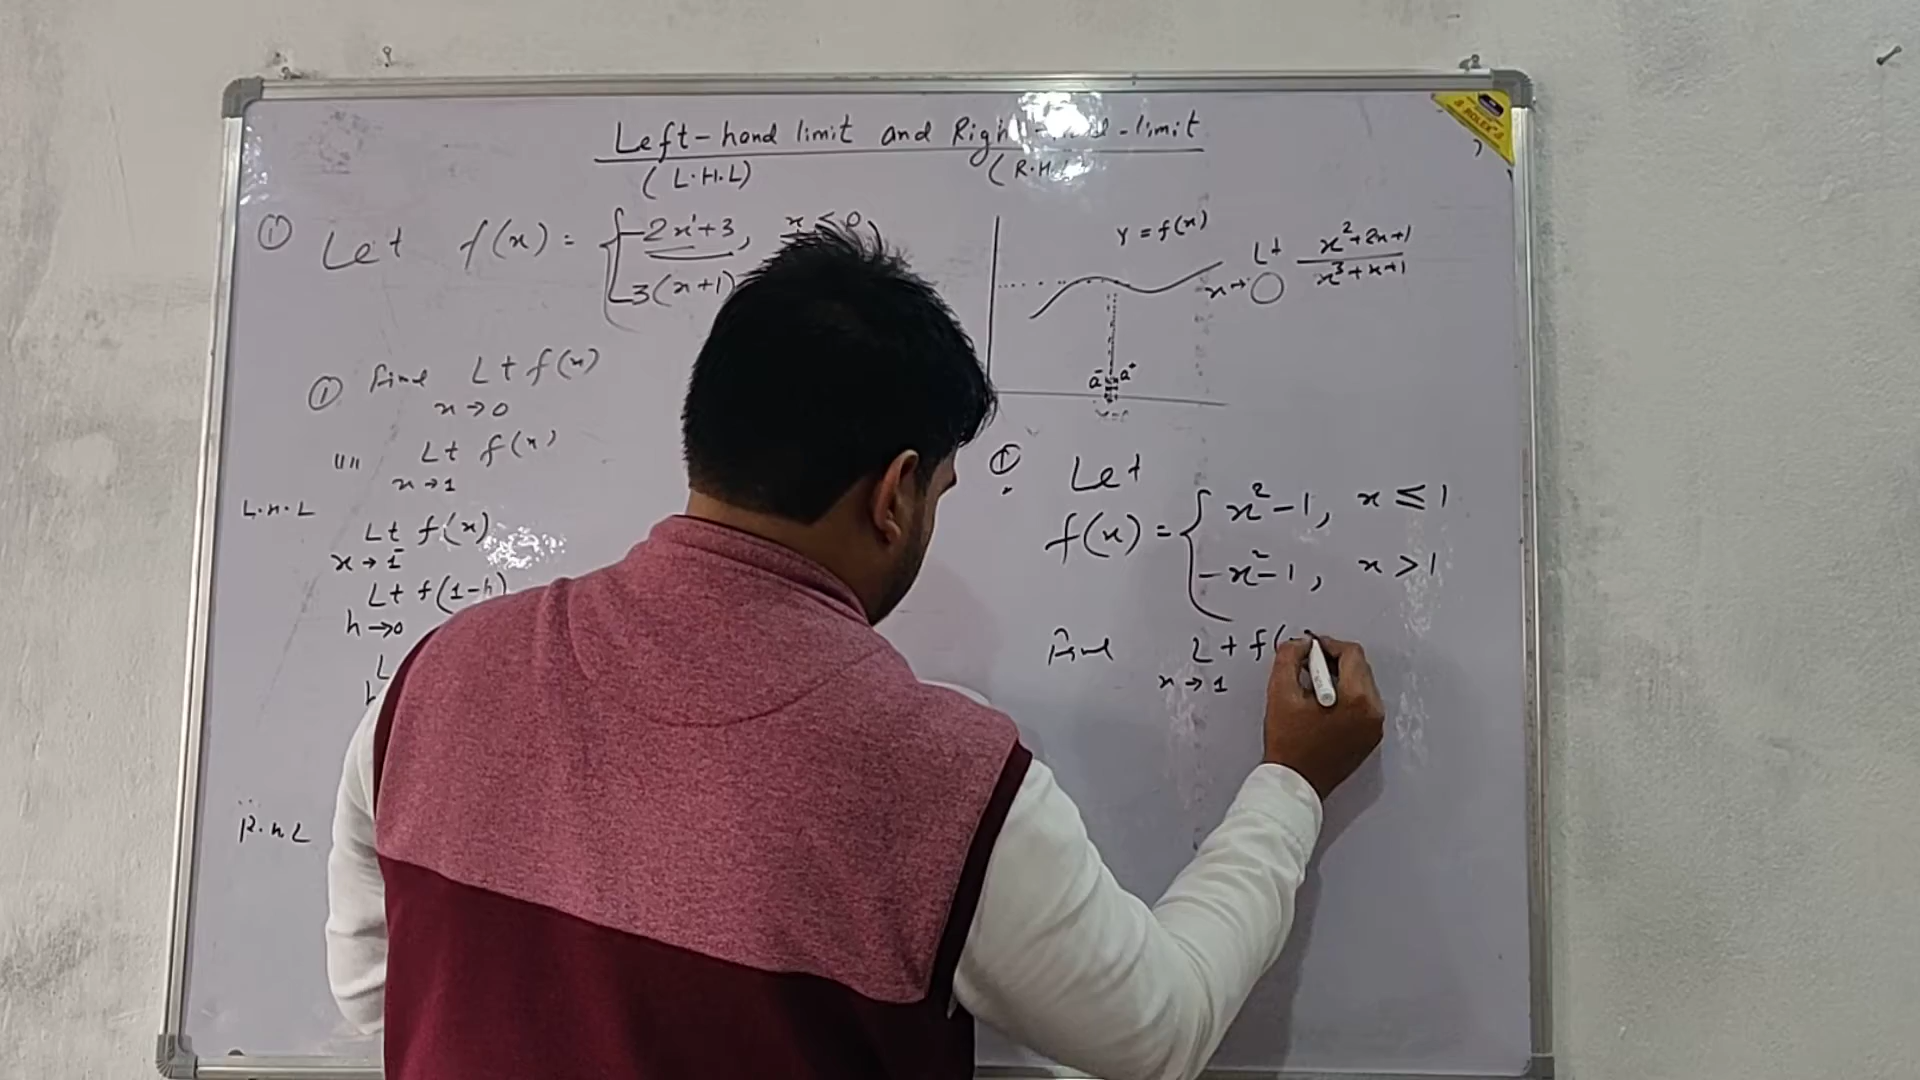 Left-hand limit and Righ -limit
(L.H.L) (R.H.
① Let f(x) = { -2x+3, x ≤ 0
3(x+1)
① Find Lt f(x)
x→0
"" Lt f(x)
x→1
L.H.L
Lt f(x)
x→1⁻
Lt f(1-h)
h→0
L
h
R.H.L
Y = f(x)
a⁻ a⁺
Lt x²+2x+1
x→ x³+x+1
① Let
f(x) = { x²-1, x ≤ 1
-x²-1, x > 1
Find Lt f(
x→1
ROLEX